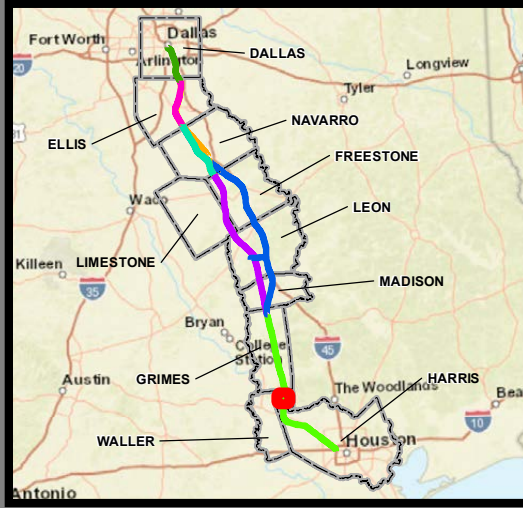 Dallas
Fort Worth
DALLAS
Arlington
Longview
20
Tyler
NAVARRO
ELLIS
FREESTONE
Waco
LEON
LIMESTONE
Killeen
MADISON
35
Bryan
College
Station
45
GRIMES
Austin
The Woodlands
HARRIS
Bea
10
WALLER
Houston
Antonio